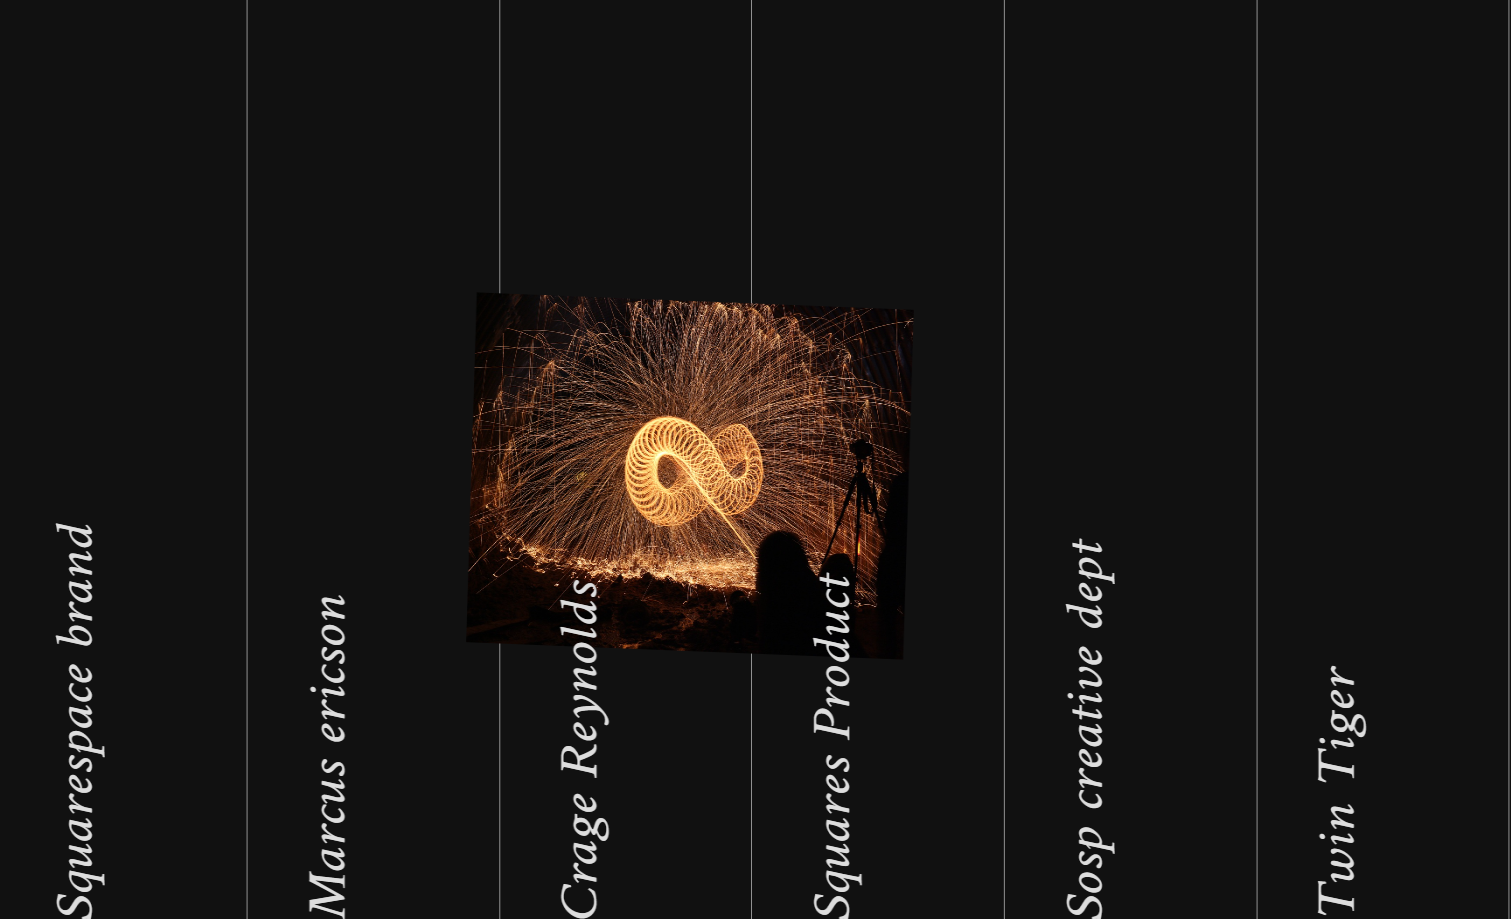 Squarespace brand
Marcus ericson
Crage Reynolds
Squares Product
Sosp creative dept
Twin Tiger